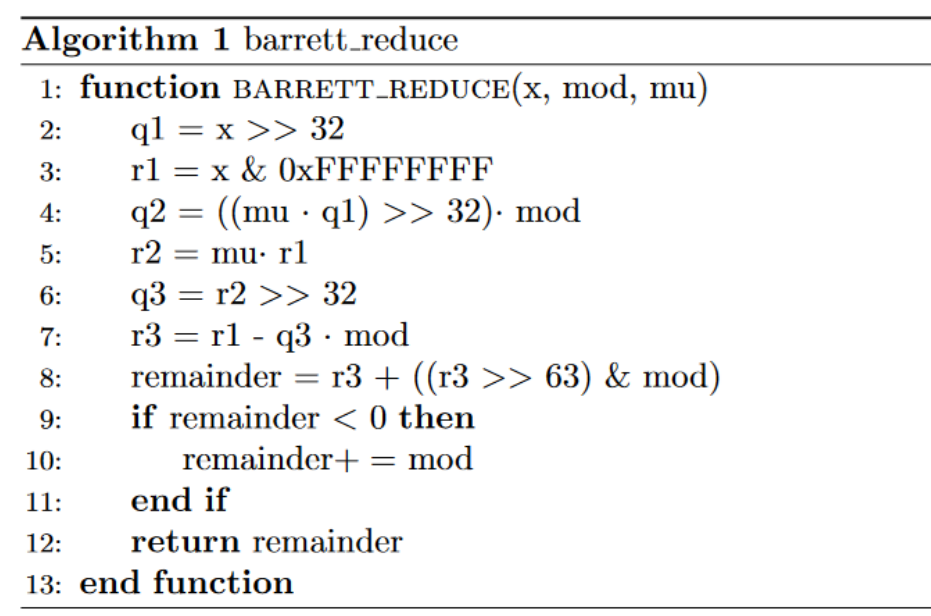 Algorithm 1 barrett_reduce
1: function BARRETT_REDUCE(x, mod, mu)
2: q1 = x >> 32
3: r1 = x & 0xFFFFFFFF
4: q2 = ((mu · q1) >> 32)· mod
5: r2 = mu· r1
6: q3 = r2 >> 32
7: r3 = r1 - q3 · mod
8: remainder = r3 + ((r3 >> 63) & mod)
9: if remainder < 0 then
10: remainder+ = mod
11: end if
12: return remainder
13: end function